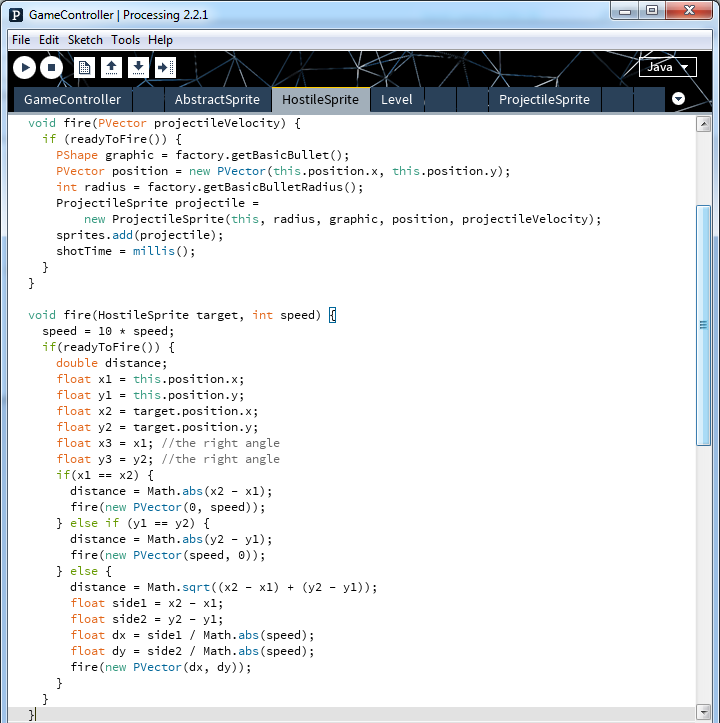 GameController | Processing 2.2.1
File Edit Sketch Tools Help
Java
GameController AbstractSprite HostileSprite Level ProjectileSprite
void fire(PVector projectileVelocity) {
  if (readyToFire()) {
    PShape graphic = factory.getBasicBullet();
    PVector position = new PVector(this.position.x, this.position.y);
    int radius = factory.getBasicBulletRadius();
    ProjectileSprite projectile =
        new ProjectileSprite(this, radius, graphic, position, projectileVelocity);
    sprites.add(projectile);
    shotTime = millis();
  }
}
void fire(HostileSprite target, int speed) {
  speed = 10 * speed;
  if(readyToFire()) {
    double distance;
    float x1 = this.position.x;
    float y1 = this.position.y;
    float x2 = target.position.x;
    float y2 = target.position.y;
    float x3 = x1; //the right angle
    float y3 = y2; //the right angle
    if(x1 == x2) {
      distance = Math.abs(x2 - x1);
      fire(new PVector(0, speed));
    } else if (y1 == y2) {
      distance = Math.abs(y2 - y1);
      fire(new PVector(speed, 0));
    } else {
      distance = Math.sqrt((x2 - x1) + (y2 - y1));
      float side1 = x2 - x1;
      float side2 = y2 - y1;
      float dx = side1 / Math.abs(speed);
      float dy = side2 / Math.abs(speed);
      fire(new PVector(dx, dy));
    }
  }
}